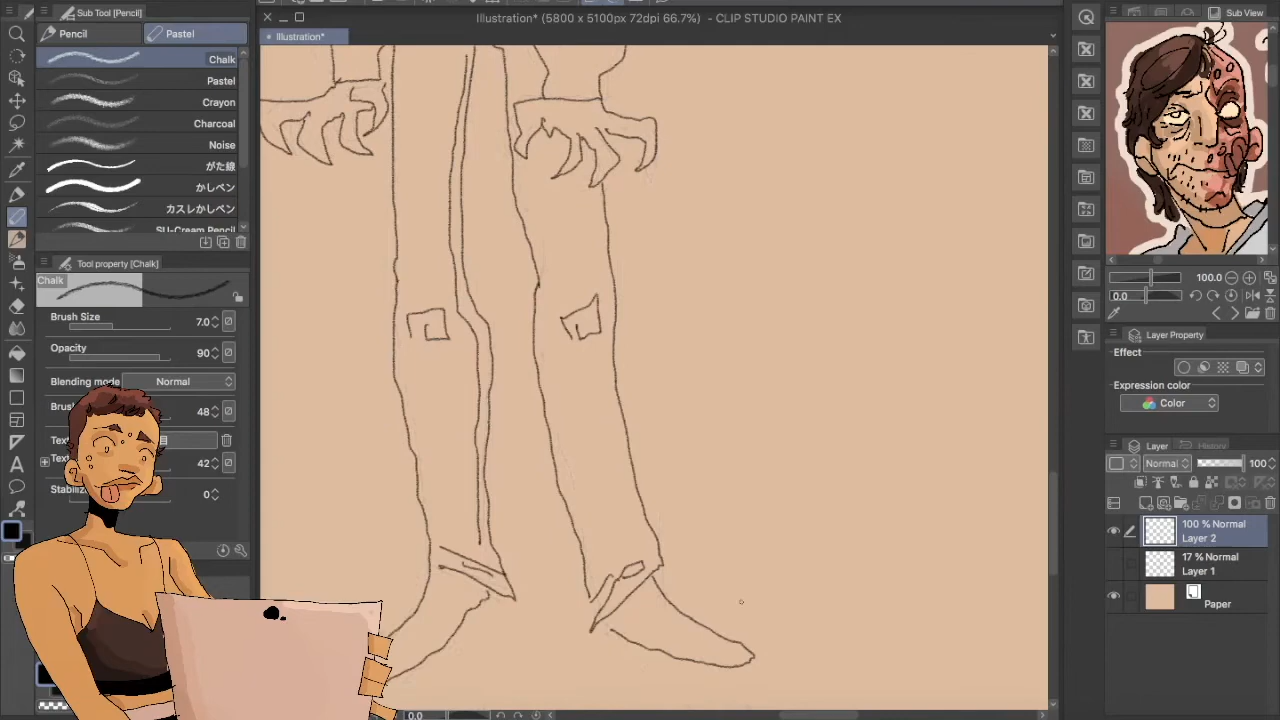 Sub Tool [Pencil]
Illustration* (5800 x 5100px 72dpi 66.7%) - CLIP STUDIO PAINT EX
Sub View
Pencil
Pastel
Illustration*
Chalk
Pastel
Crayon
Charcoal
Noise
がた線
かしペン
カスレかしペン
SU-Cream Pencil
Tool property [Chalk]
Chalk
Brush Size
7.0
Opacity
90
Blending mode
Normal
48
42
0
100.0
0.0
Layer Property
Effect
Expression color
Color
Layer
History
Normal
100
100 % Normal
Layer 2
17 % Normal
Layer 1
Paper
0.0